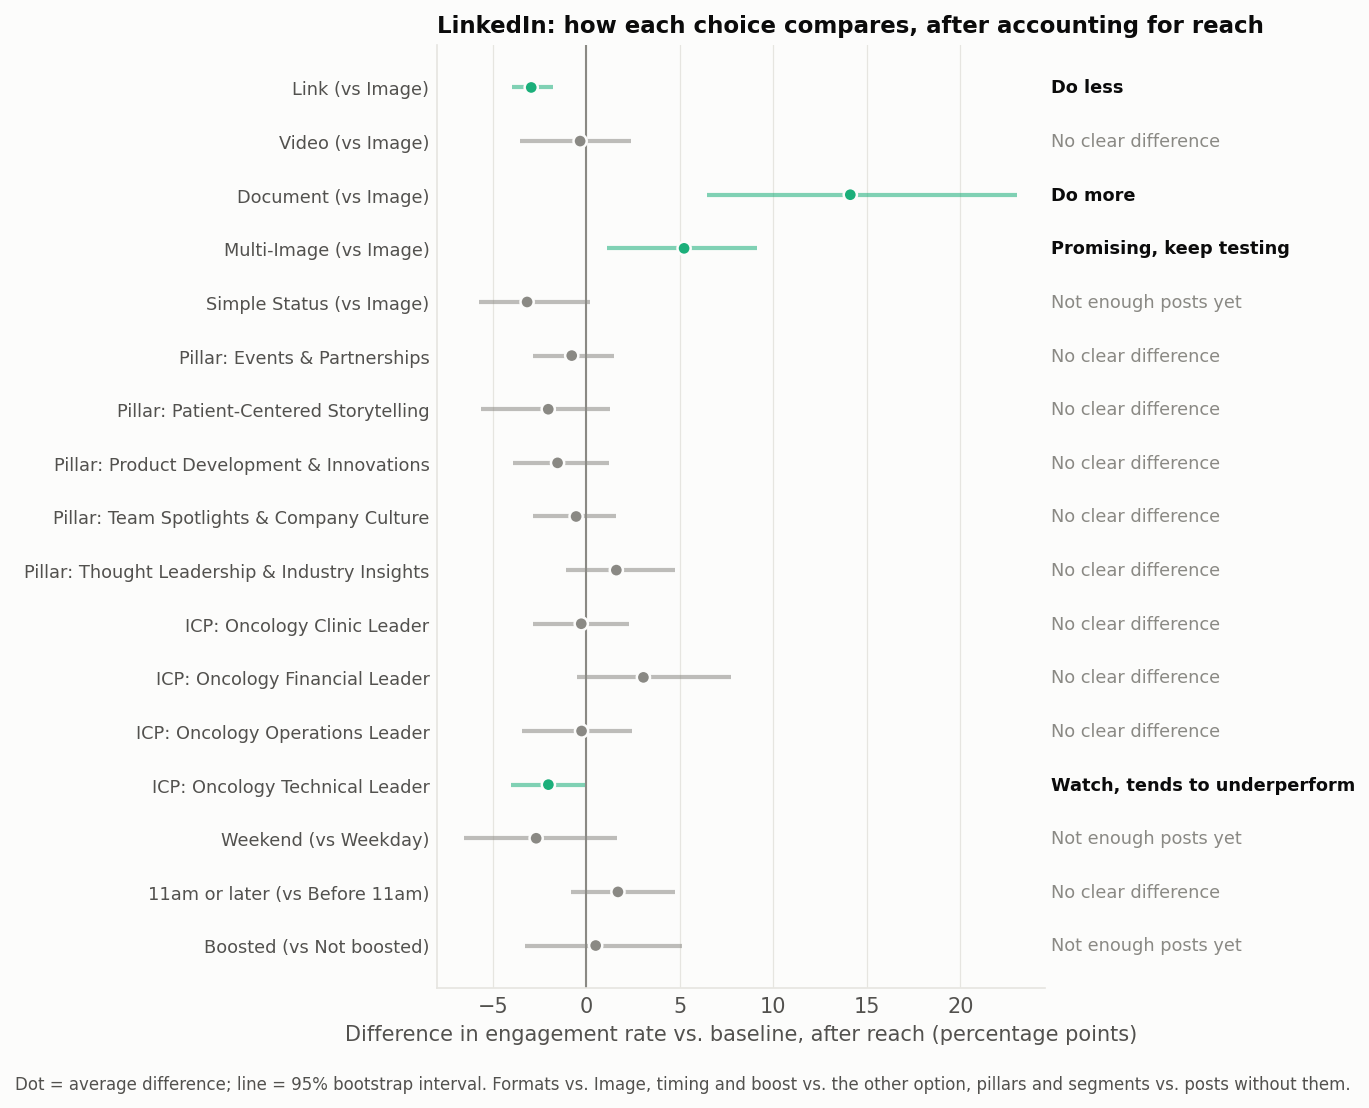 LinkedIn: how each choice compares, after accounting for reach
Link (vs Image) Do less
Video (vs Image) No clear difference
Document (vs Image) Do more
Multi-Image (vs Image) Promising, keep testing
Simple Status (vs Image) Not enough posts yet
Pillar: Events & Partnerships No clear difference
Pillar: Patient-Centered Storytelling No clear difference
Pillar: Product Development & Innovations No clear difference
Pillar: Team Spotlights & Company Culture No clear difference
Pillar: Thought Leadership & Industry Insights No clear difference
ICP: Oncology Clinic Leader No clear difference
ICP: Oncology Financial Leader No clear difference
ICP: Oncology Operations Leader No clear difference
ICP: Oncology Technical Leader Watch, tends to underperform
Weekend (vs Weekday) Not enough posts yet
11am or later (vs Before 11am) No clear difference
Boosted (vs Not boosted) Not enough posts yet
−5 0 5 10 15 20
Difference in engagement rate vs. baseline, after reach (percentage points)
Dot = average difference; line = 95% bootstrap interval. Formats vs. Image, timing and boost vs. the other option, pillars and segments vs. posts without them.